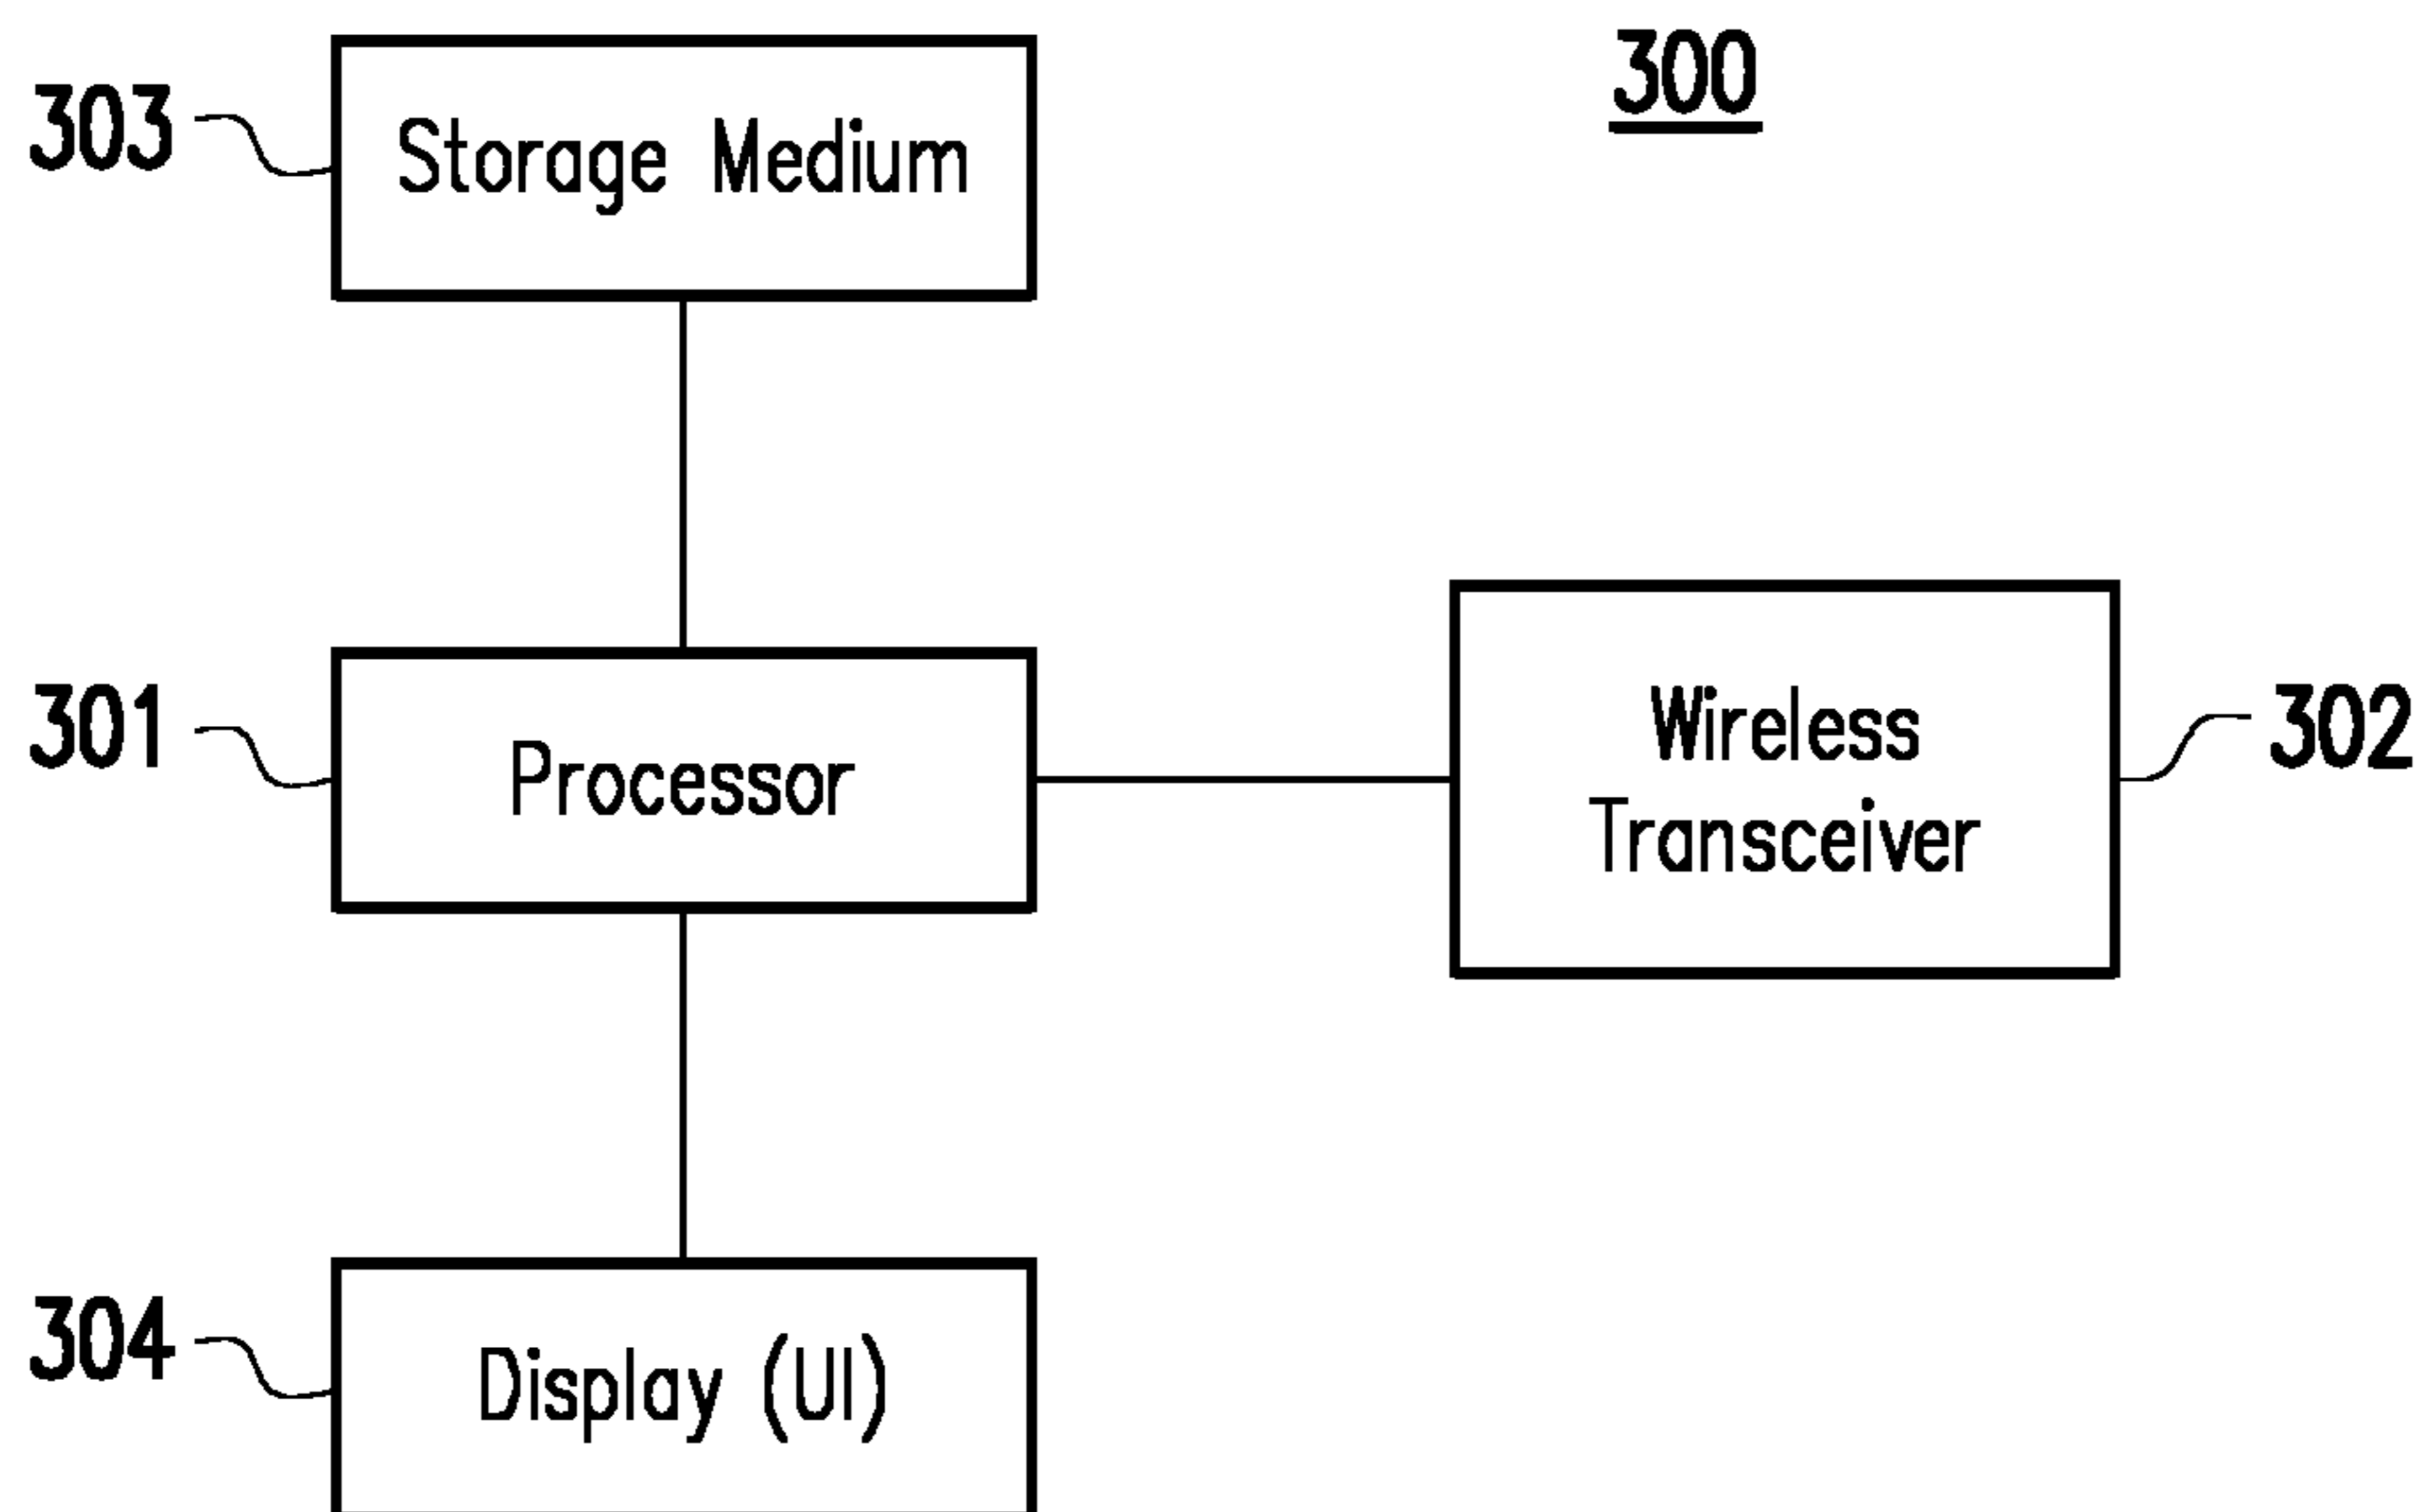 300
303
Storage Medium
301
Processor
Wireless
Transceiver
302
304
Display (UI)